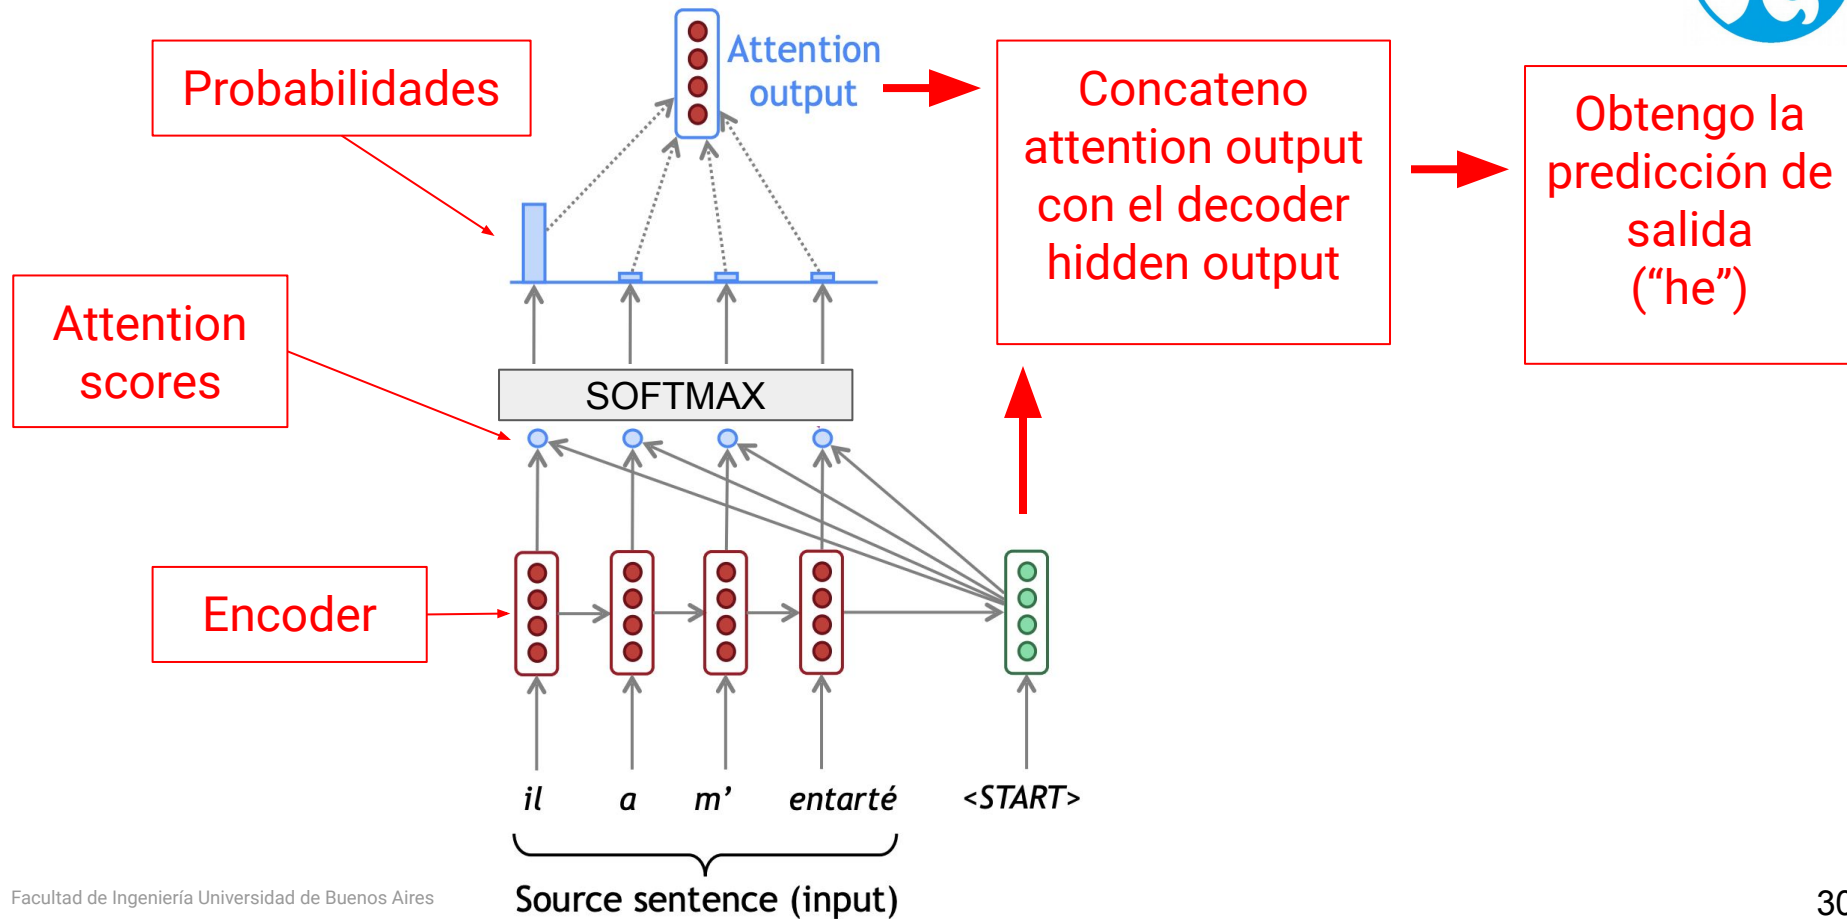 Probabilidades
Attention
output
Concateno
attention output
con el decoder
hidden output
Obtengo la
predicción de
salida
(“he”)
Attention
scores
SOFTMAX
Encoder
il a m’ entarté <START>
Source sentence (input)
Facultad de Ingeniería Universidad de Buenos Aires
30